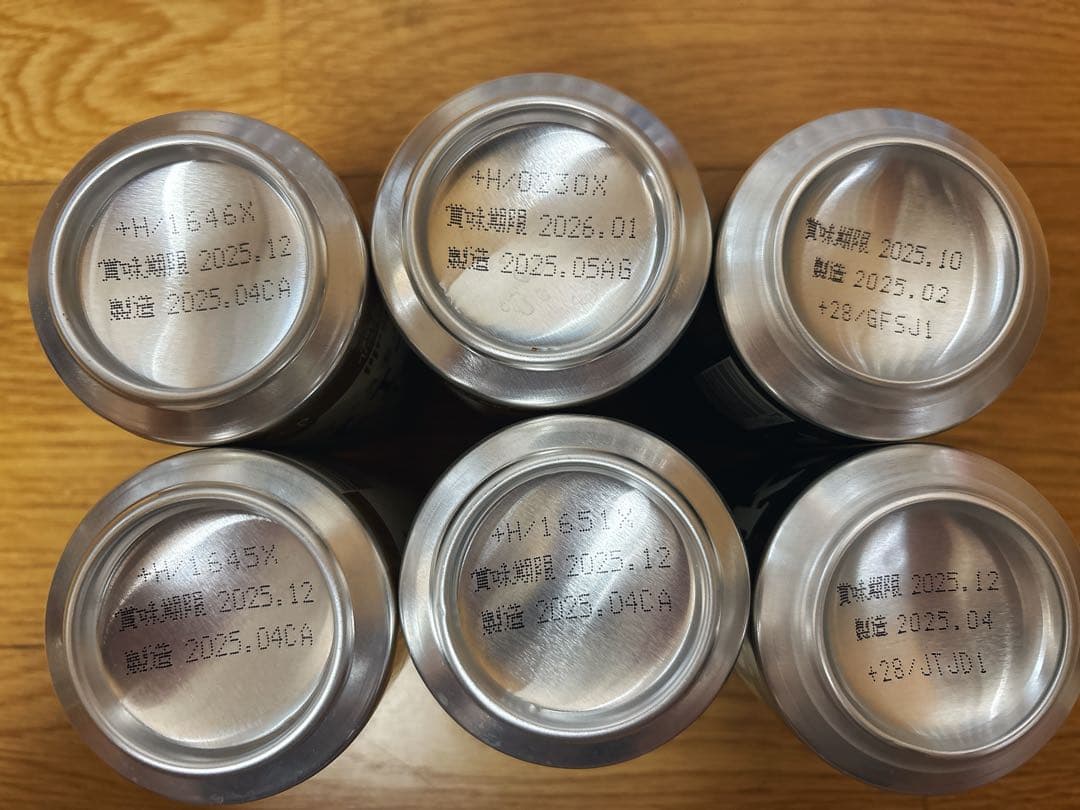 +H/1646X
賞味期限 2025.12
製造 2025.04CA
+H/0230X
賞味期限 2026.01
製造 2025.05AG
賞味期限 2025.10
製造 2025.02
+28/GFSJ1
+H/1645X
賞味期限 2025.12
製造 2025.04CA
+H/1651X
賞味期限 2025.12
製造 2025.04CA
賞味期限 2025.12
製造 2025.04
+28/JTJD1